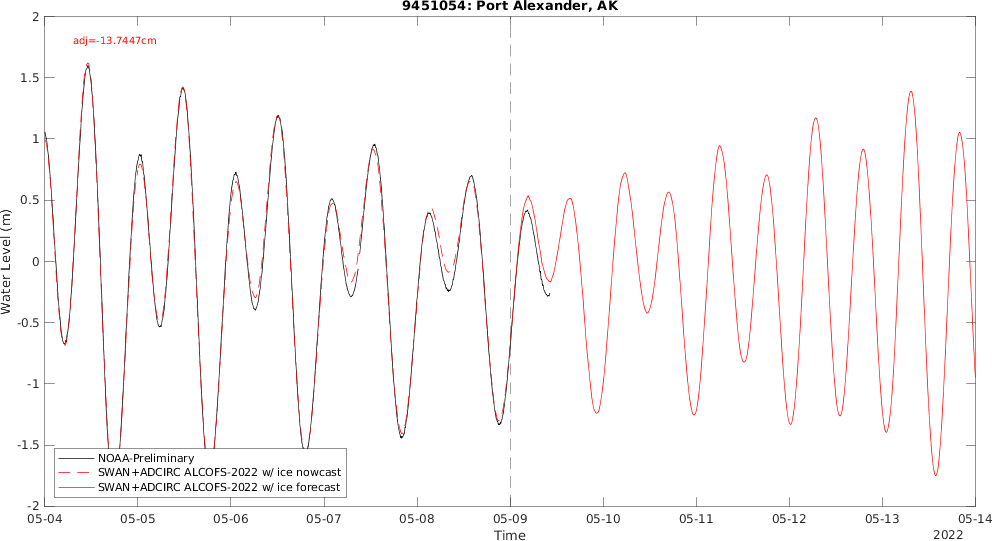 9451054: Port Alexander, AK
adj=-13.7447cm
2
1.5
1
0.5
0
-0.5
-1
-1.5
-2
Water Level (m)
NOAA-Preliminary
SWAN+ADCIRC ALCOFS-2022 w/ ice nowcast
SWAN+ADCIRC ALCOFS-2022 w/ ice forecast
05-04 05-05 05-06 05-07 05-08 05-09 05-10 05-11 05-12 05-13 05-14
Time
2022